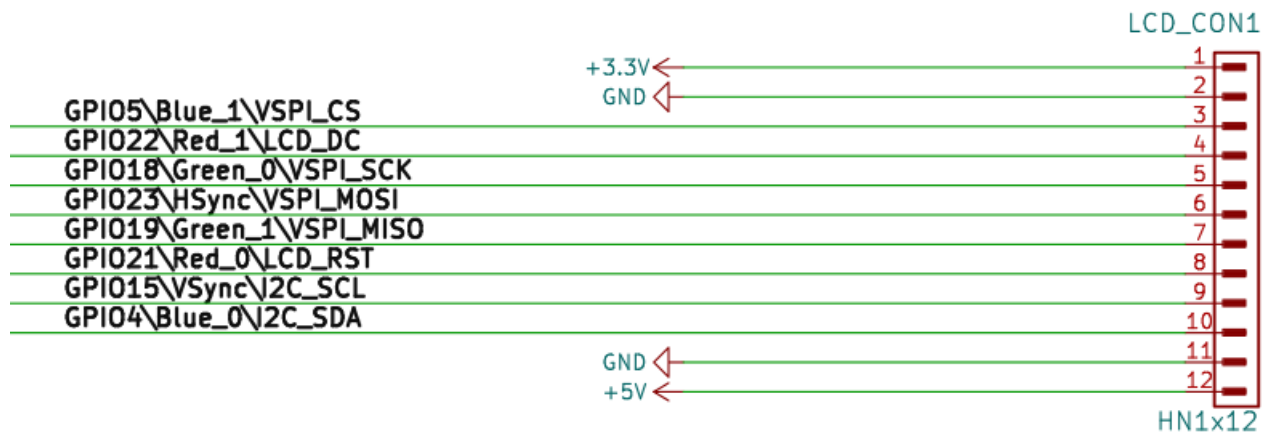 LCD_CON1
+3.3V 1
GND 2
GPIO5\Blue_1\VSPI_CS 3
GPIO22\Red_1\LCD_DC 4
GPIO18\Green_0\VSPI_SCK 5
GPIO23\HSync\VSPI_MOSI 6
GPIO19\Green_1\VSPI_MISO 7
GPIO21\Red_0\LCD_RST 8
GPIO15\VSync\I2C_SCL 9
GPIO4\Blue_0\I2C_SDA 10
GND 11
+5V 12
HN1x12